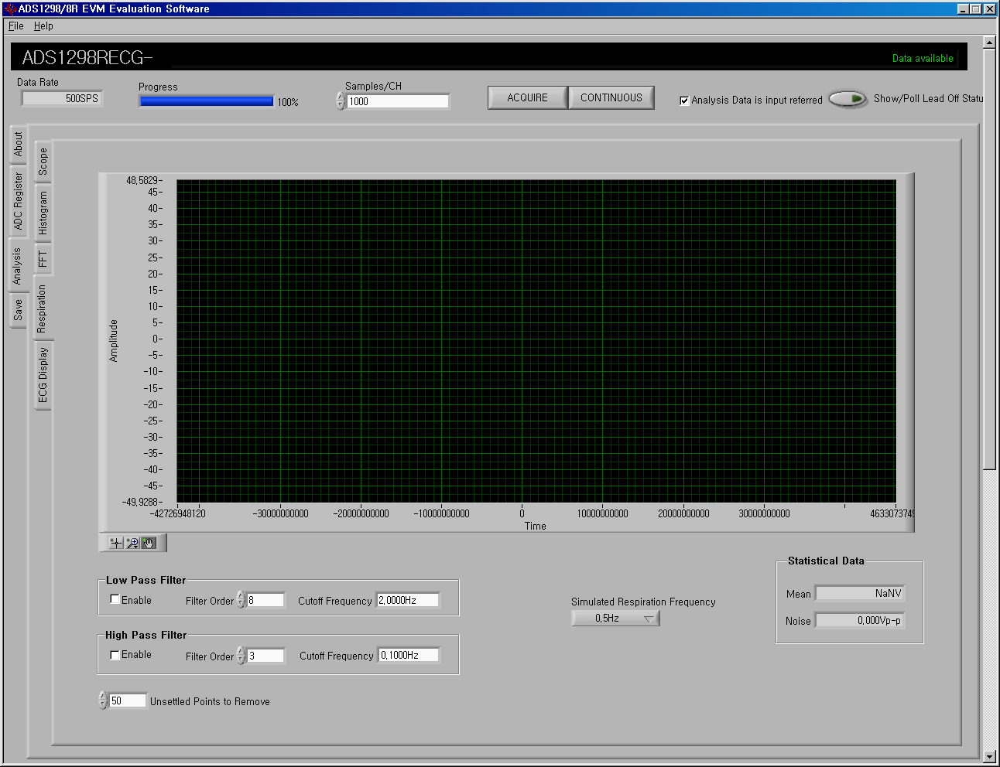 ADS1298/8R EVM Evaluation Software
File Help
ADS1298RECG-
Data available
Data Rate
500SPS
Progress
100%
Samples/CH
1000
ACQUIRE
CONTINUOUS
Analysis Data is input referred
Show/Poll Lead Off Statu
About
ADC Register
Analysis
Save
Scope
Histogram
FFT
Respiration
ECG Display
Amplitude
48,5829-
45-
40-
35-
30-
25-
20-
15-
10-
5-
0-
-5-
-10-
-15-
-20-
-25-
-30-
-35-
-40-
-45-
-49,9288-
-42726948120 -30000000000 -20000000000 -10000000000 0 10000000000 20000000000 30000000000 4633073749
Time
Low Pass Filter
Enable Filter Order 8 Cutoff Frequency 2,0000Hz
High Pass Filter
Enable Filter Order 3 Cutoff Frequency 0,1000Hz
50 Unsettled Points to Remove
Simulated Respiration Frequency
0,5Hz
Statistical Data
Mean NaNV
Noise 0,000Vp-p